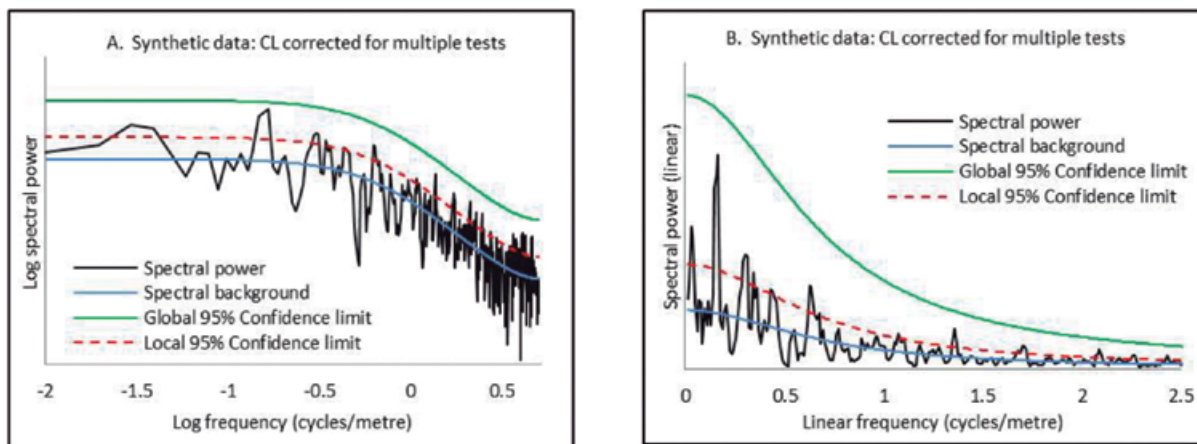 A. Synthetic data: CL corrected for multiple tests
Log spectral power
Spectral power
Spectral background
Global 95% Confidence limit
Local 95% Confidence limit
-2 -1.5 -1 -0.5 0 0.5
Log frequency (cycles/metre)
B. Synthetic data: CL corrected for multiple tests
Spectral power (linear)
Spectral power
Spectral background
Global 95% Confidence limit
Local 95% Confidence limit
0 0.5 1 1.5 2 2.5
Linear frequency (cycles/metre)